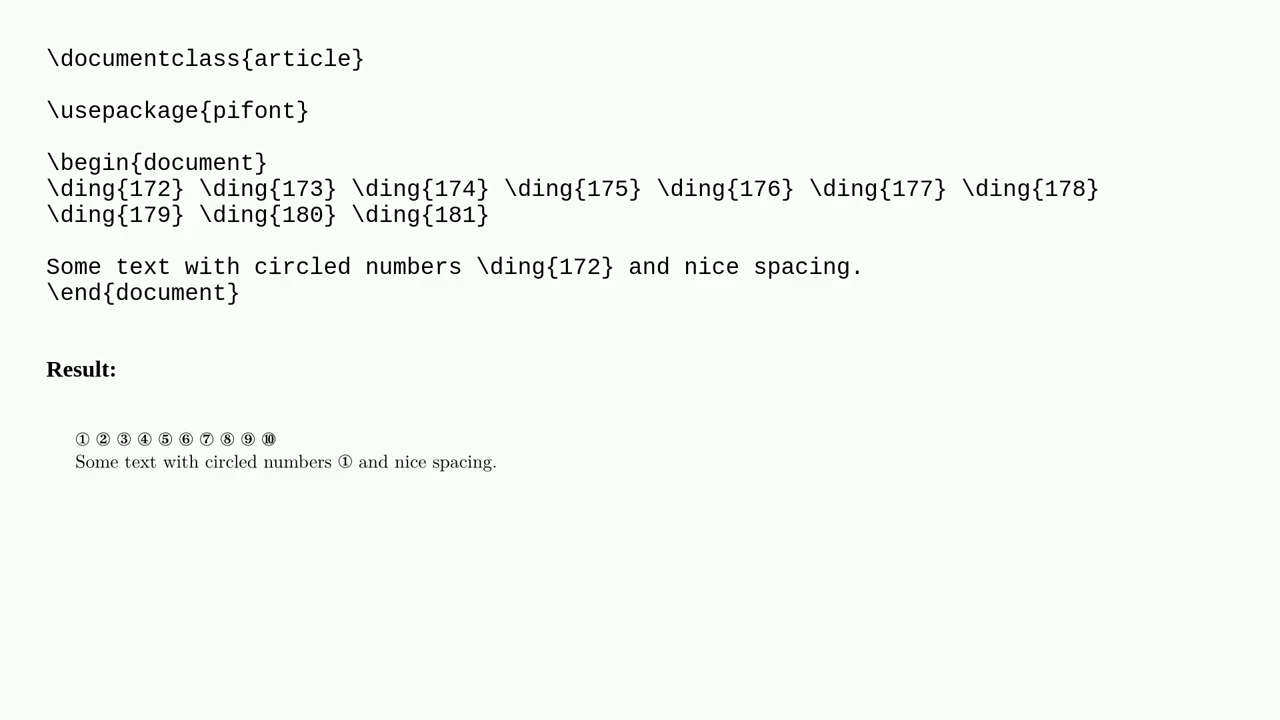 \documentclass{article}
\usepackage{pifont}
\begin{document}
\ding{172} \ding{173} \ding{174} \ding{175} \ding{176} \ding{177} \ding{178}
\ding{179} \ding{180} \ding{181}
Some text with circled numbers \ding{172} and nice spacing.
\end{document}
Result:
① ② ③ ④ ⑤ ⑥ ⑦ ⑧ ⑨ ⑩
Some text with circled numbers ① and nice spacing.